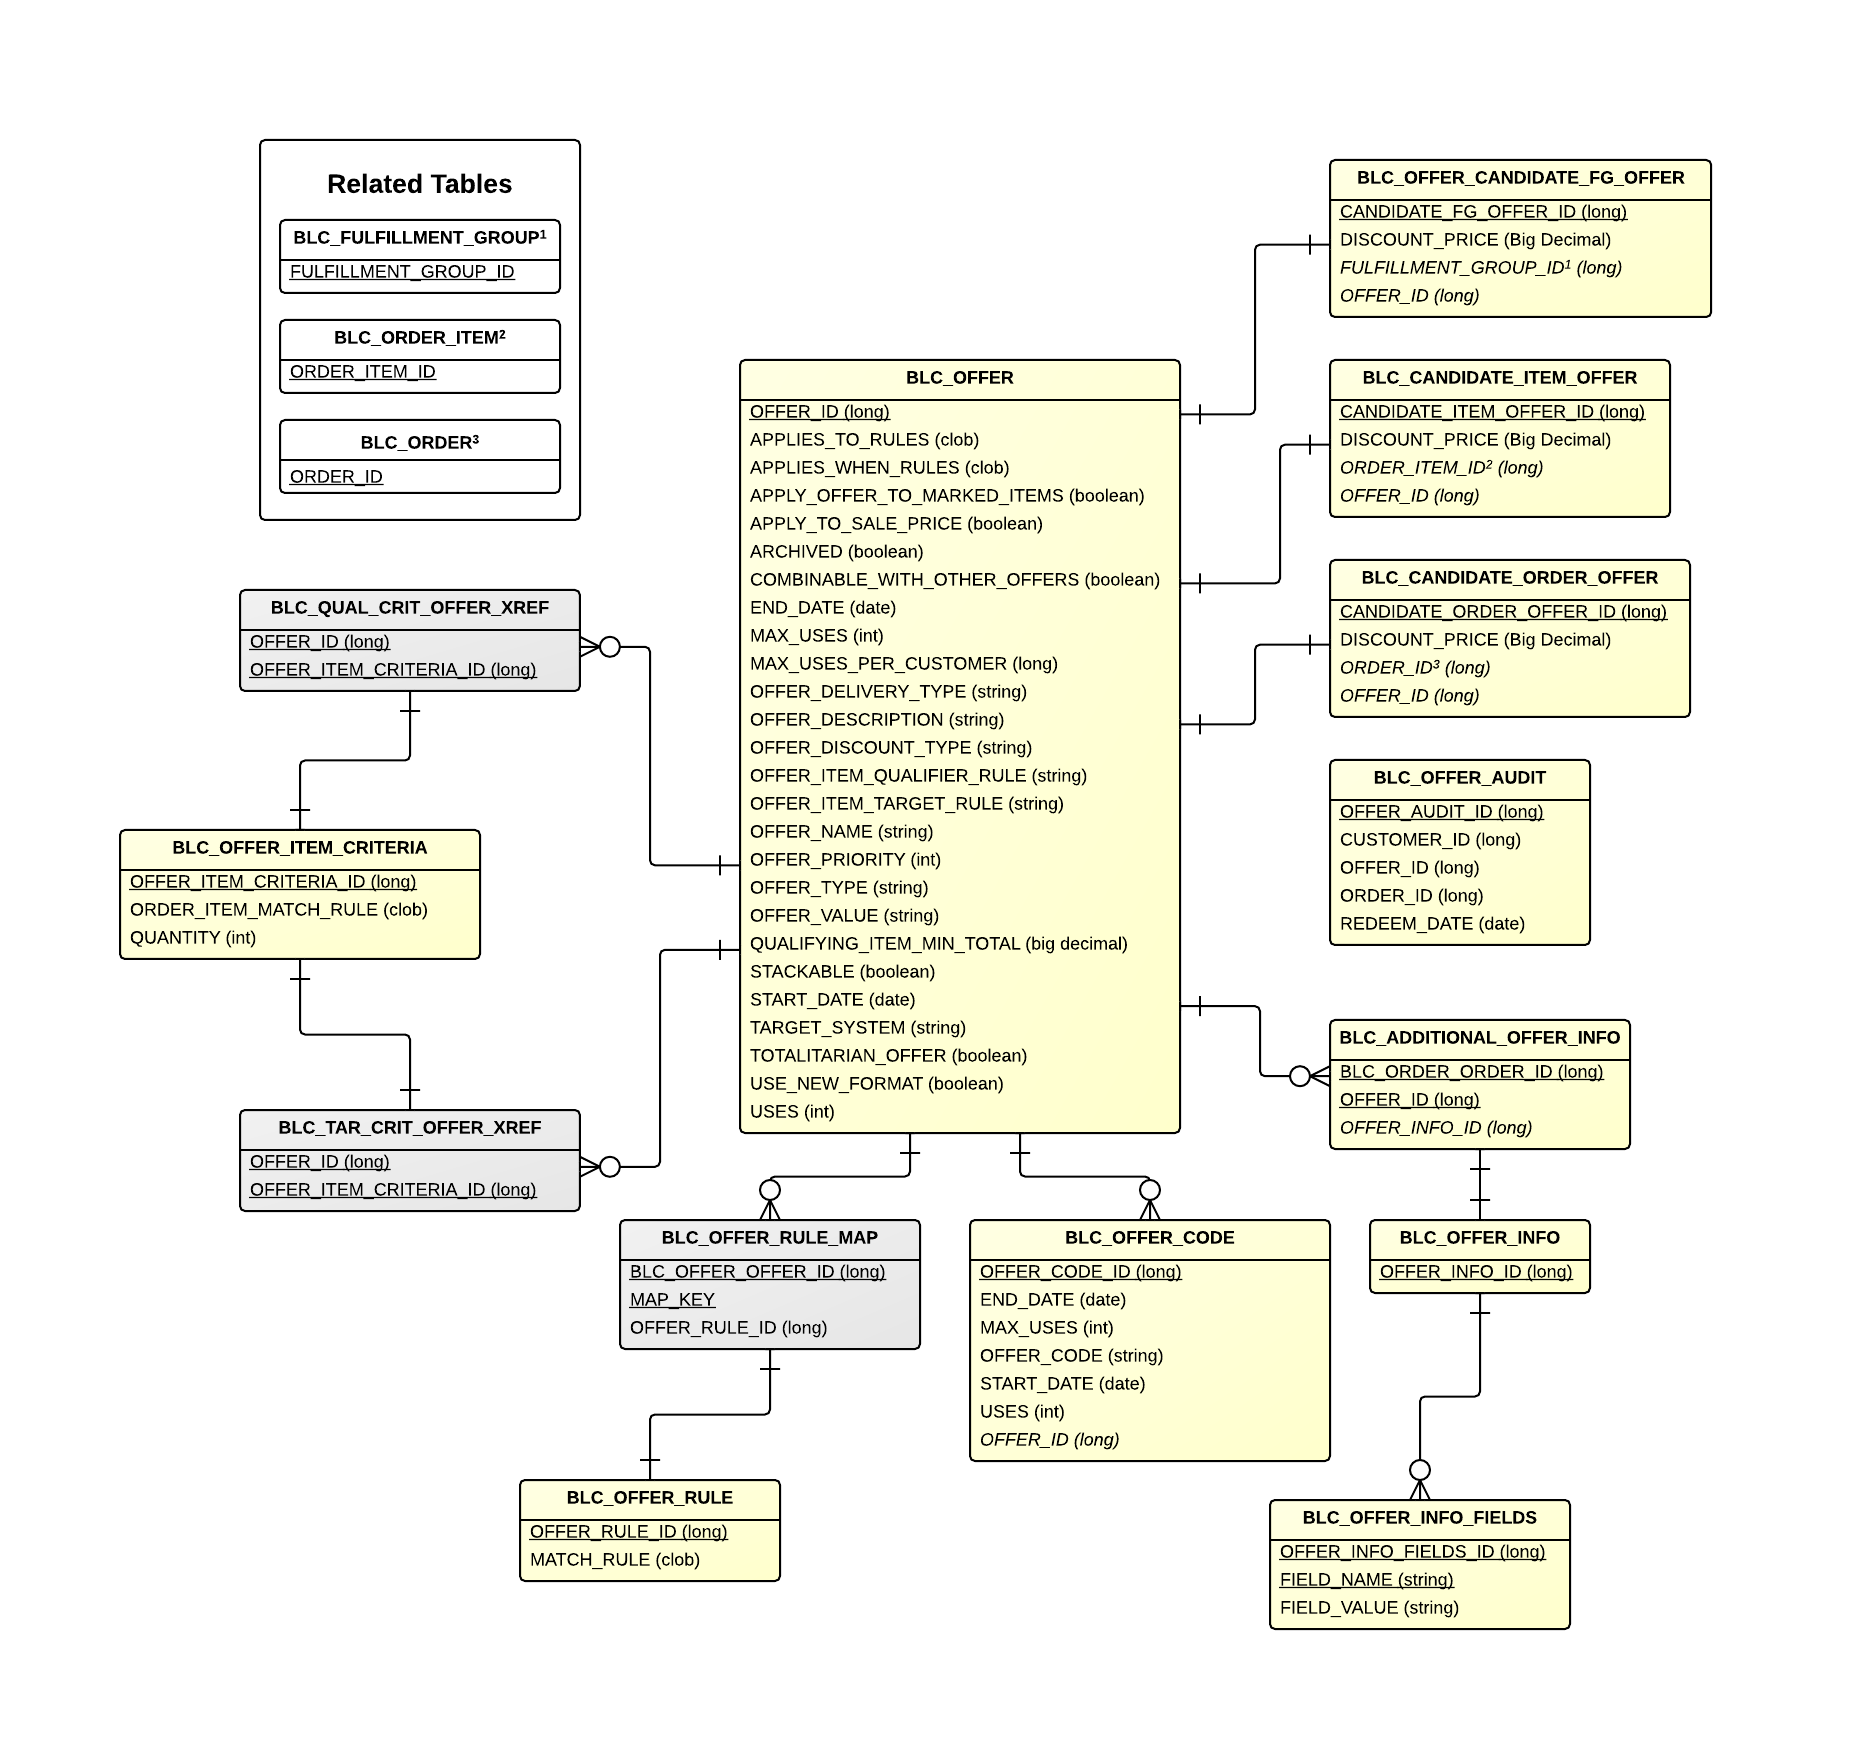 Related Tables
BLC_FULFILLMENT_GROUP¹
FULFILLMENT_GROUP_ID
BLC_ORDER_ITEM²
ORDER_ITEM_ID
BLC_ORDER³
ORDER_ID
BLC_QUAL_CRIT_OFFER_XREF
OFFER_ID (long)
OFFER_ITEM_CRITERIA_ID (long)
BLC_OFFER_ITEM_CRITERIA
OFFER_ITEM_CRITERIA_ID (long)
ORDER_ITEM_MATCH_RULE (clob)
QUANTITY (int)
BLC_TAR_CRIT_OFFER_XREF
OFFER_ID (long)
OFFER_ITEM_CRITERIA_ID (long)
BLC_OFFER
OFFER_ID (long)
APPLIES_TO_RULES (clob)
APPLIES_WHEN_RULES (clob)
APPLY_OFFER_TO_MARKED_ITEMS (boolean)
APPLY_TO_SALE_PRICE (boolean)
ARCHIVED (boolean)
COMBINABLE_WITH_OTHER_OFFERS (boolean)
END_DATE (date)
MAX_USES (int)
MAX_USES_PER_CUSTOMER (long)
OFFER_DELIVERY_TYPE (string)
OFFER_DESCRIPTION (string)
OFFER_DISCOUNT_TYPE (string)
OFFER_ITEM_QUALIFIER_RULE (string)
OFFER_ITEM_TARGET_RULE (string)
OFFER_NAME (string)
OFFER_PRIORITY (int)
OFFER_TYPE (string)
OFFER_VALUE (string)
QUALIFYING_ITEM_MIN_TOTAL (big decimal)
STACKABLE (boolean)
START_DATE (date)
TARGET_SYSTEM (string)
TOTALITARIAN_OFFER (boolean)
USE_NEW_FORMAT (boolean)
USES (int)
BLC_OFFER_CANDIDATE_FG_OFFER
CANDIDATE_FG_OFFER_ID (long)
DISCOUNT_PRICE (Big Decimal)
FULFILLMENT_GROUP_ID¹ (long)
OFFER_ID (long)
BLC_CANDIDATE_ITEM_OFFER
CANDIDATE_ITEM_OFFER_ID (long)
DISCOUNT_PRICE (Big Decimal)
ORDER_ITEM_ID² (long)
OFFER_ID (long)
BLC_CANDIDATE_ORDER_OFFER
CANDIDATE_ORDER_OFFER_ID (long)
DISCOUNT_PRICE (Big Decimal)
ORDER_ID³ (long)
OFFER_ID (long)
BLC_OFFER_AUDIT
OFFER_AUDIT_ID (long)
CUSTOMER_ID (long)
OFFER_ID (long)
ORDER_ID (long)
REDEEM_DATE (date)
BLC_ADDITIONAL_OFFER_INFO
BLC_ORDER_ORDER_ID (long)
OFFER_ID (long)
OFFER_INFO_ID (long)
BLC_OFFER_RULE_MAP
BLC_OFFER_OFFER_ID (long)
MAP_KEY
OFFER_RULE_ID (long)
BLC_OFFER_CODE
OFFER_CODE_ID (long)
END_DATE (date)
MAX_USES (int)
OFFER_CODE (string)
START_DATE (date)
USES (int)
OFFER_ID (long)
BLC_OFFER_INFO
OFFER_INFO_ID (long)
BLC_OFFER_RULE
OFFER_RULE_ID (long)
MATCH_RULE (clob)
BLC_OFFER_INFO_FIELDS
OFFER_INFO_FIELDS_ID (long)
FIELD_NAME (string)
FIELD_VALUE (string)